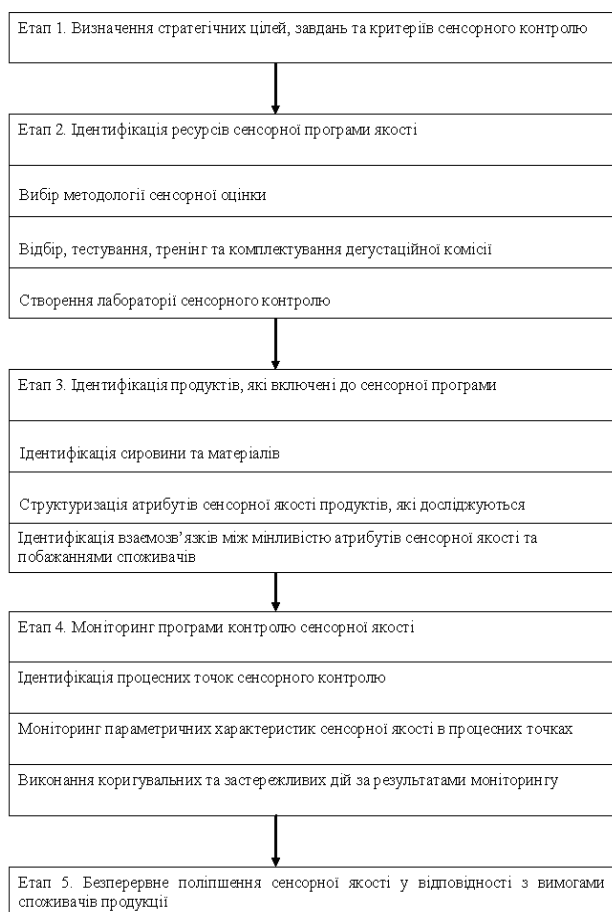 Етап 1. Визначення стратегічних цілей, завдань та критеріїв сенсорного контролю
Етап 2. Ідентифікація ресурсів сенсорної програми якості
Вибір методології сенсорної оцінки
Відбір, тестування, тренінг та комплектування дегустаційної комісії
Створення лабораторії сенсорного контролю
Етап 3. Ідентифікація продуктів, які включені до сенсорної програми
Ідентифікація сировини та матеріалів
Структуризація атрибутів сенсорної якості продуктів, які досліджуються
Ідентифікація взаємозв’язків між мінливістю атрибутів сенсорної якості та
побажаннями споживачів
Етап 4. Моніторинг програми контролю сенсорної якості
Ідентифікація процесних точок сенсорного контролю
Моніторинг параметричних характеристик сенсорної якості в процесних точках
Виконання коригувальних та застережливих дій за результатами моніторингу
Етап 5. Безперервне поліпшення сенсорної якості у відповідності з вимогами
споживачів продукції